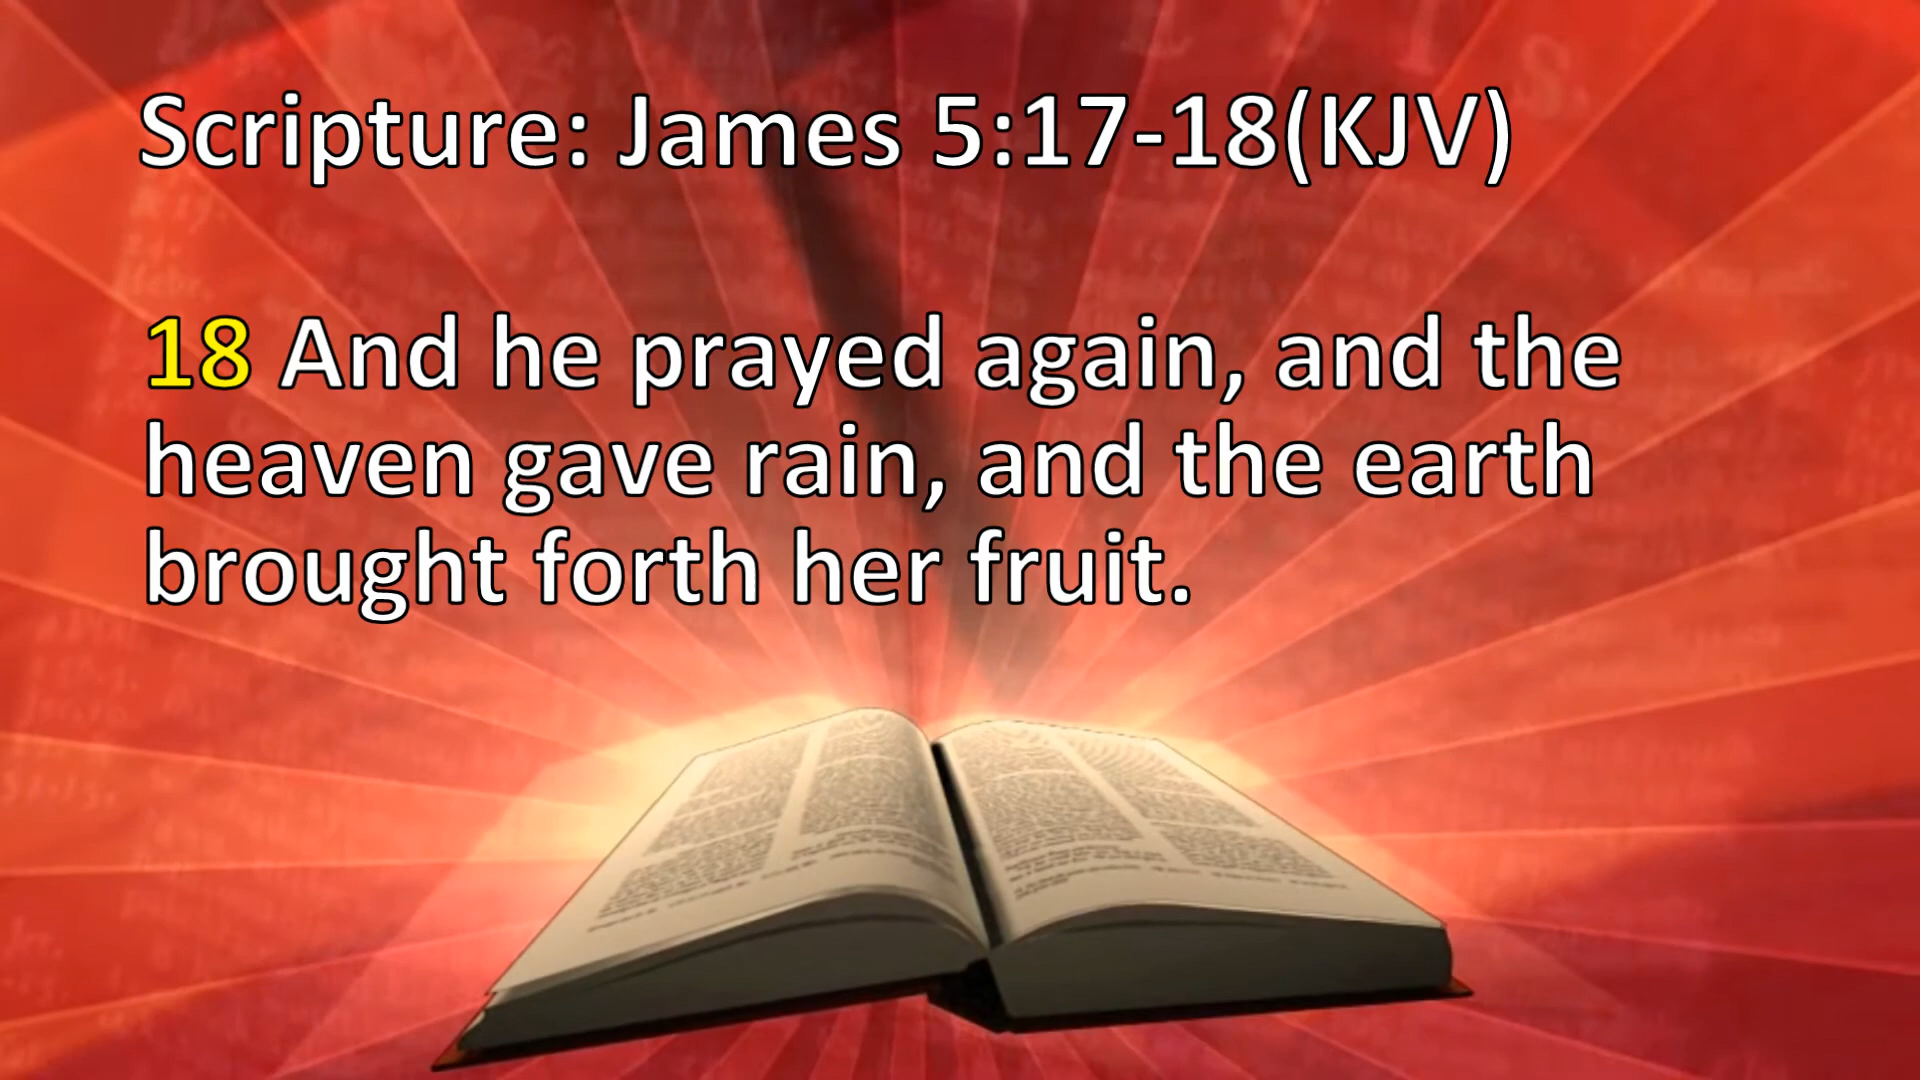 Scripture: James 5:17-18(KJV)
18 And he prayed again, and the
heaven gave rain, and the earth
brought forth her fruit.